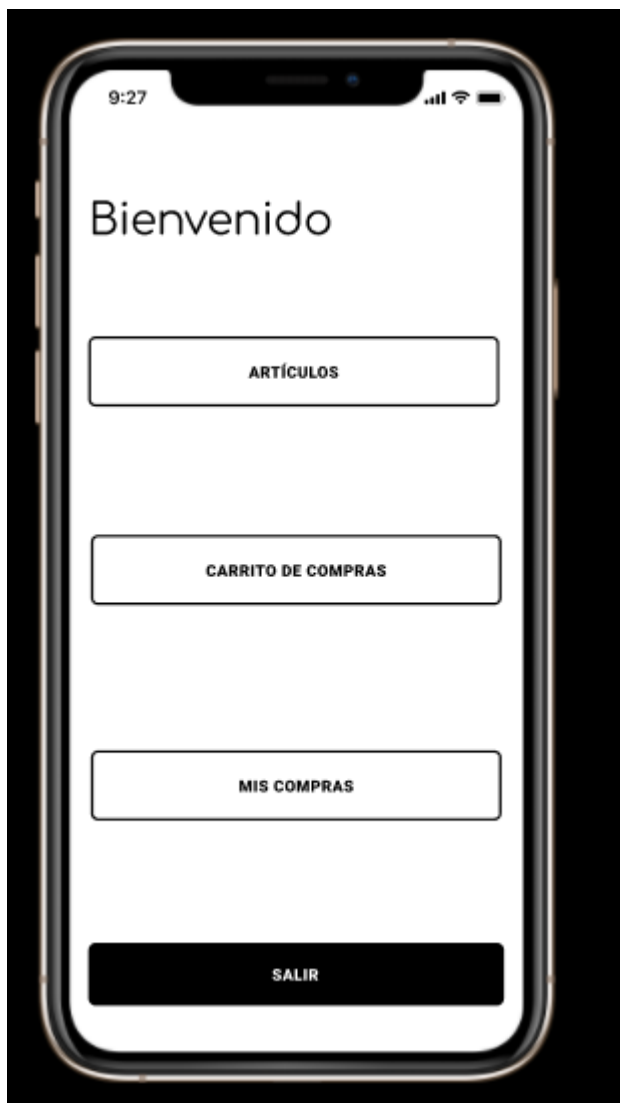 9:27
Bienvenido
ARTÍCULOS
CARRITO DE COMPRAS
MIS COMPRAS
SALIR